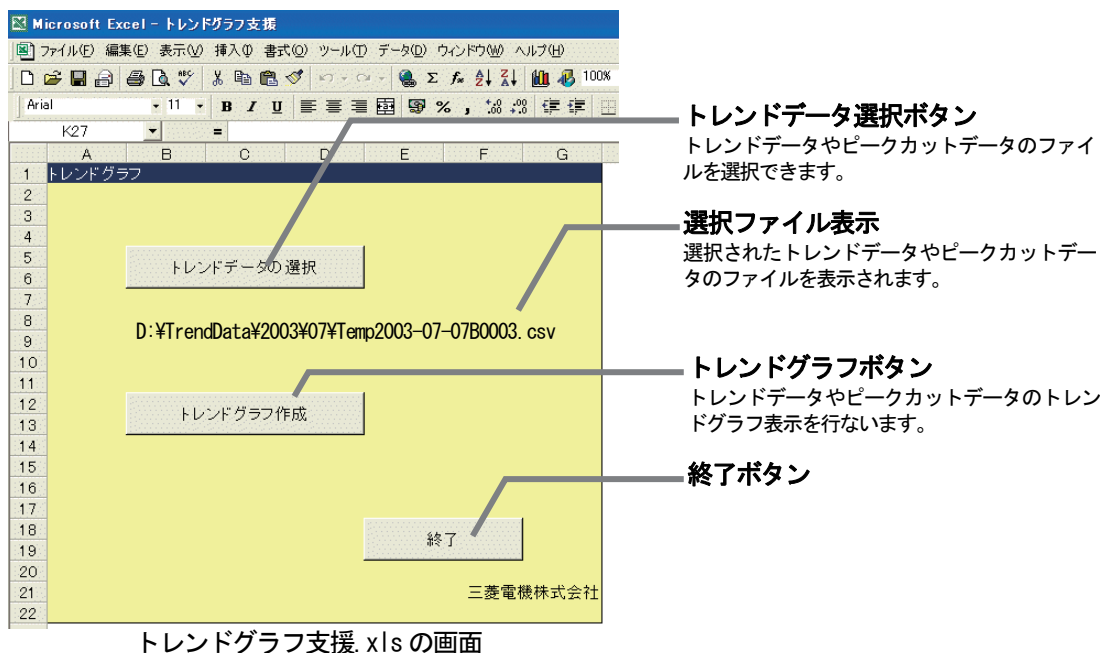 Microsoft Excel - トレンドグラフ支援
ファイル(F) 編集(E) 表示(V) 挿入(I) 書式(O) ツール(T) データ(D) ウィンドウ(W) ヘルプ(H)
100%
Arial 11 B I U
K27 =
A B C D E F G
1 トレンドグラフ
2
3
4
5
6
トレンドデータの選択
7
8
9
D:¥TrendData¥2003¥07¥Temp2003-07-07B0003.csv
10
11
12
13
トレンドグラフ作成
14
15
16
17
18
19
終了
20
21 三菱電機株式会社
22
トレンドデータ選択ボタン
トレンドデータやピークカットデータのファイ
ルを選択できます。
選択ファイル表示
選択されたトレンドデータやピークカットデー
タのファイルを表示されます。
トレンドグラフボタン
トレンドデータやピークカットデータのトレン
ドグラフ表示を行ないます。
終了ボタン
トレンドグラフ支援.xls の画面